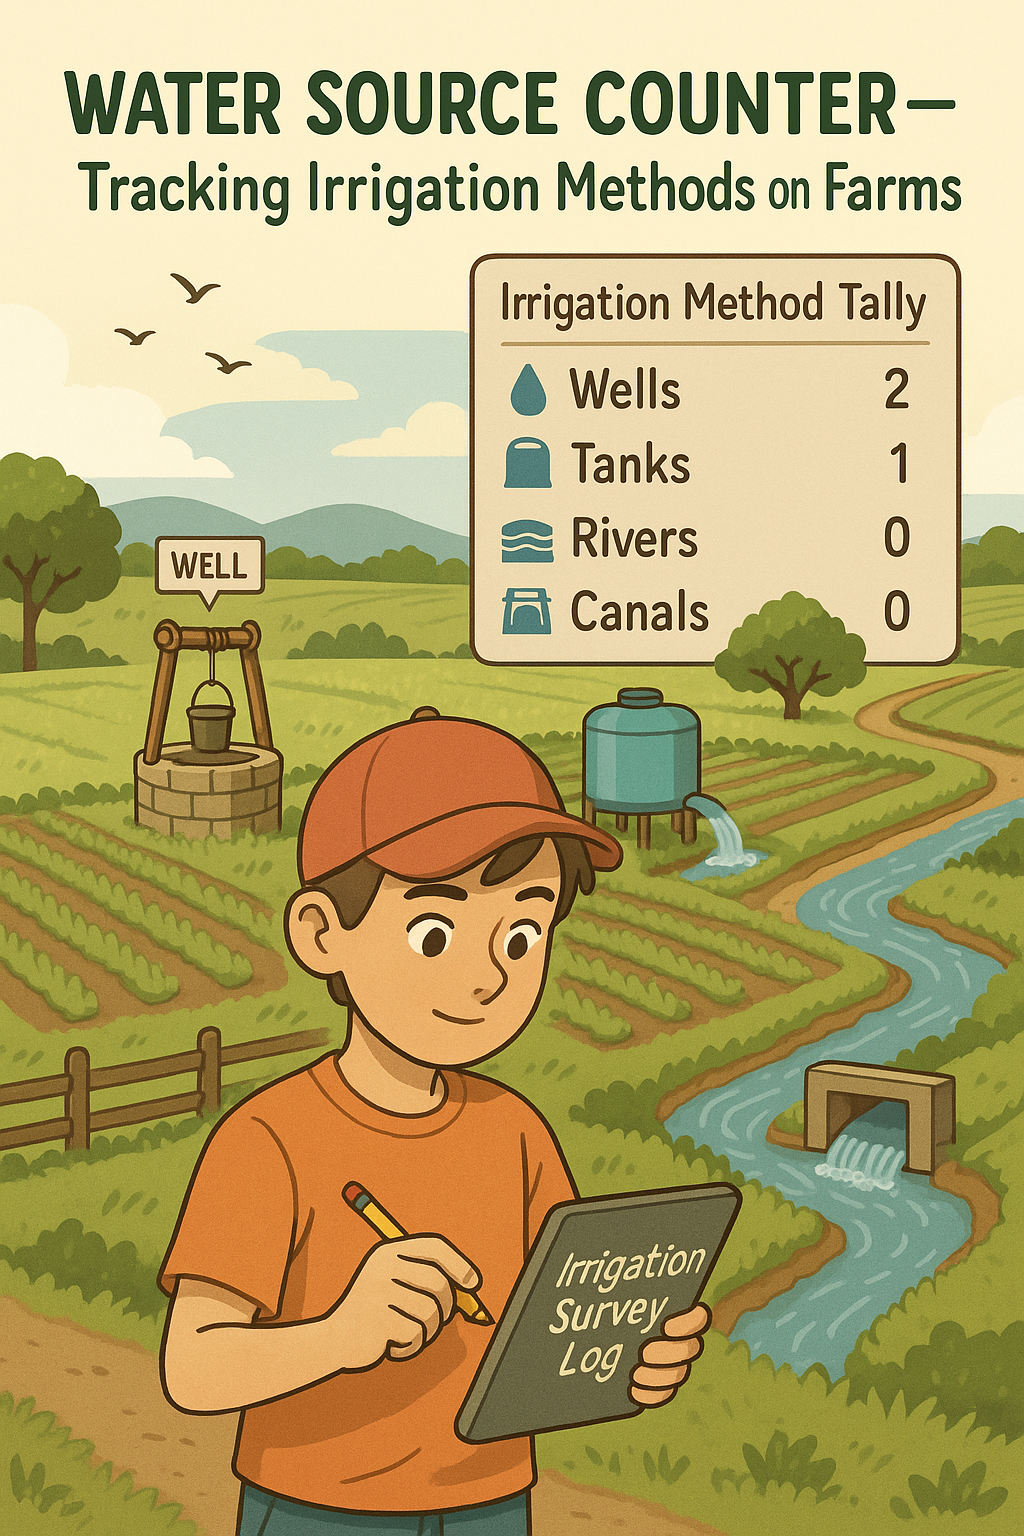 WATER SOURCE COUNTER—
Tracking Irrigation Methods on Farms
Irrigation Method Tally
Wells 2
Tanks 1
Rivers 0
Canals 0
WELL
Irrigation
Survey
Log